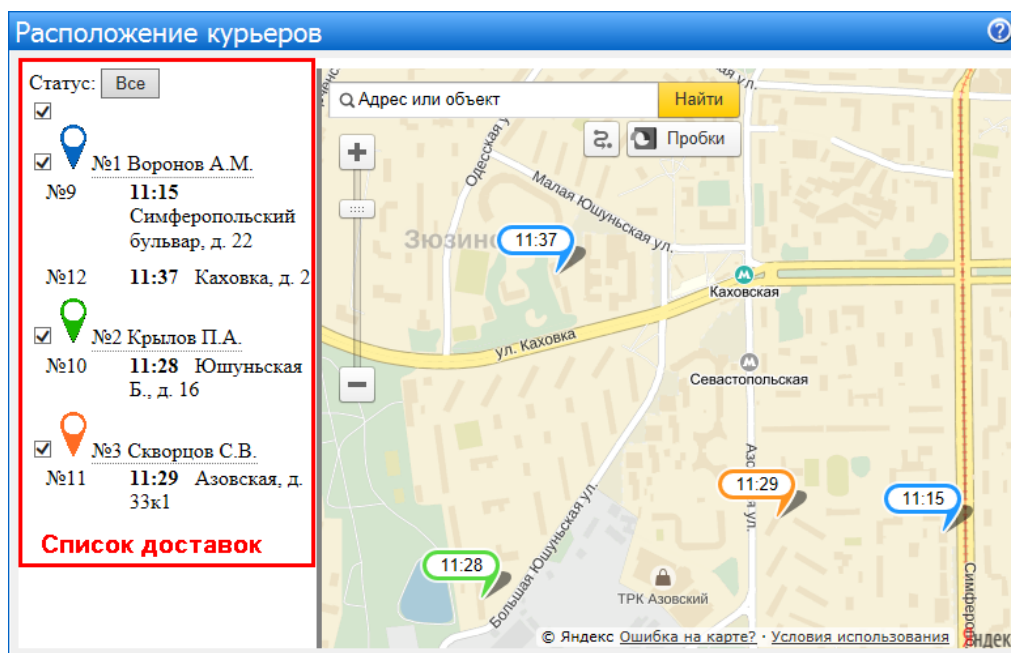 Расположение курьеров
Статус: Все
№1 Воронов А.М.
№9 11:15
Симферопольский
бульвар, д. 22
№12 11:37 Каховка, д. 2
№2 Крылов П.А.
№10 11:28 Юшуньская
Б., д. 16
№3 Скворцов С.В.
№11 11:29 Азовская, д.
33к1
Список доставок
Адрес или объект
Найти
Пробки
Одесская у
Малая Юшуньская ул.
Зюзин
11:37
Каховская
ул. Каховка
Севастопольская
11:29
11:15
11:28
Большая Юшуньская ул.
ТРК Азовский
© Яндекс Ошибка на карте? · Условия использования